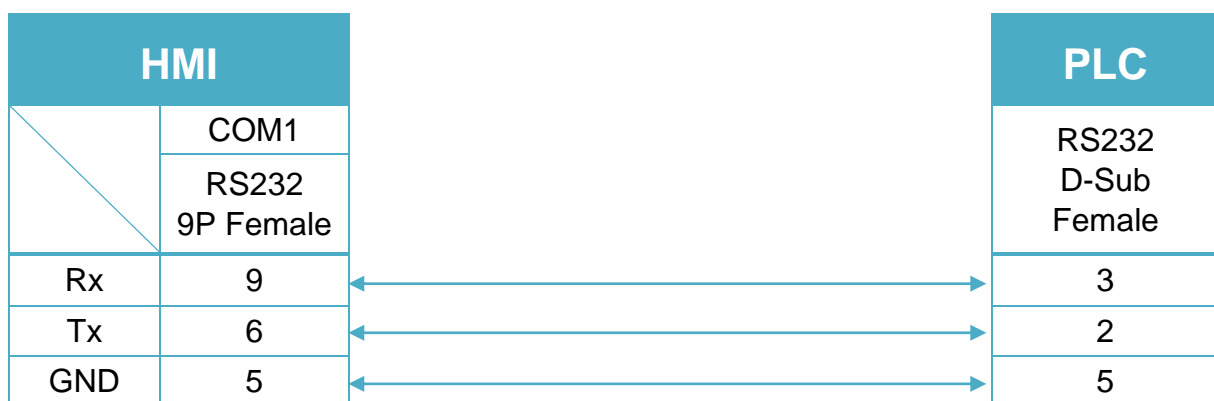 HMI
PLC
COM1
RS232
9P Female
RS232
D-Sub
Female
Rx 9 3
Tx 6 2
GND 5 5